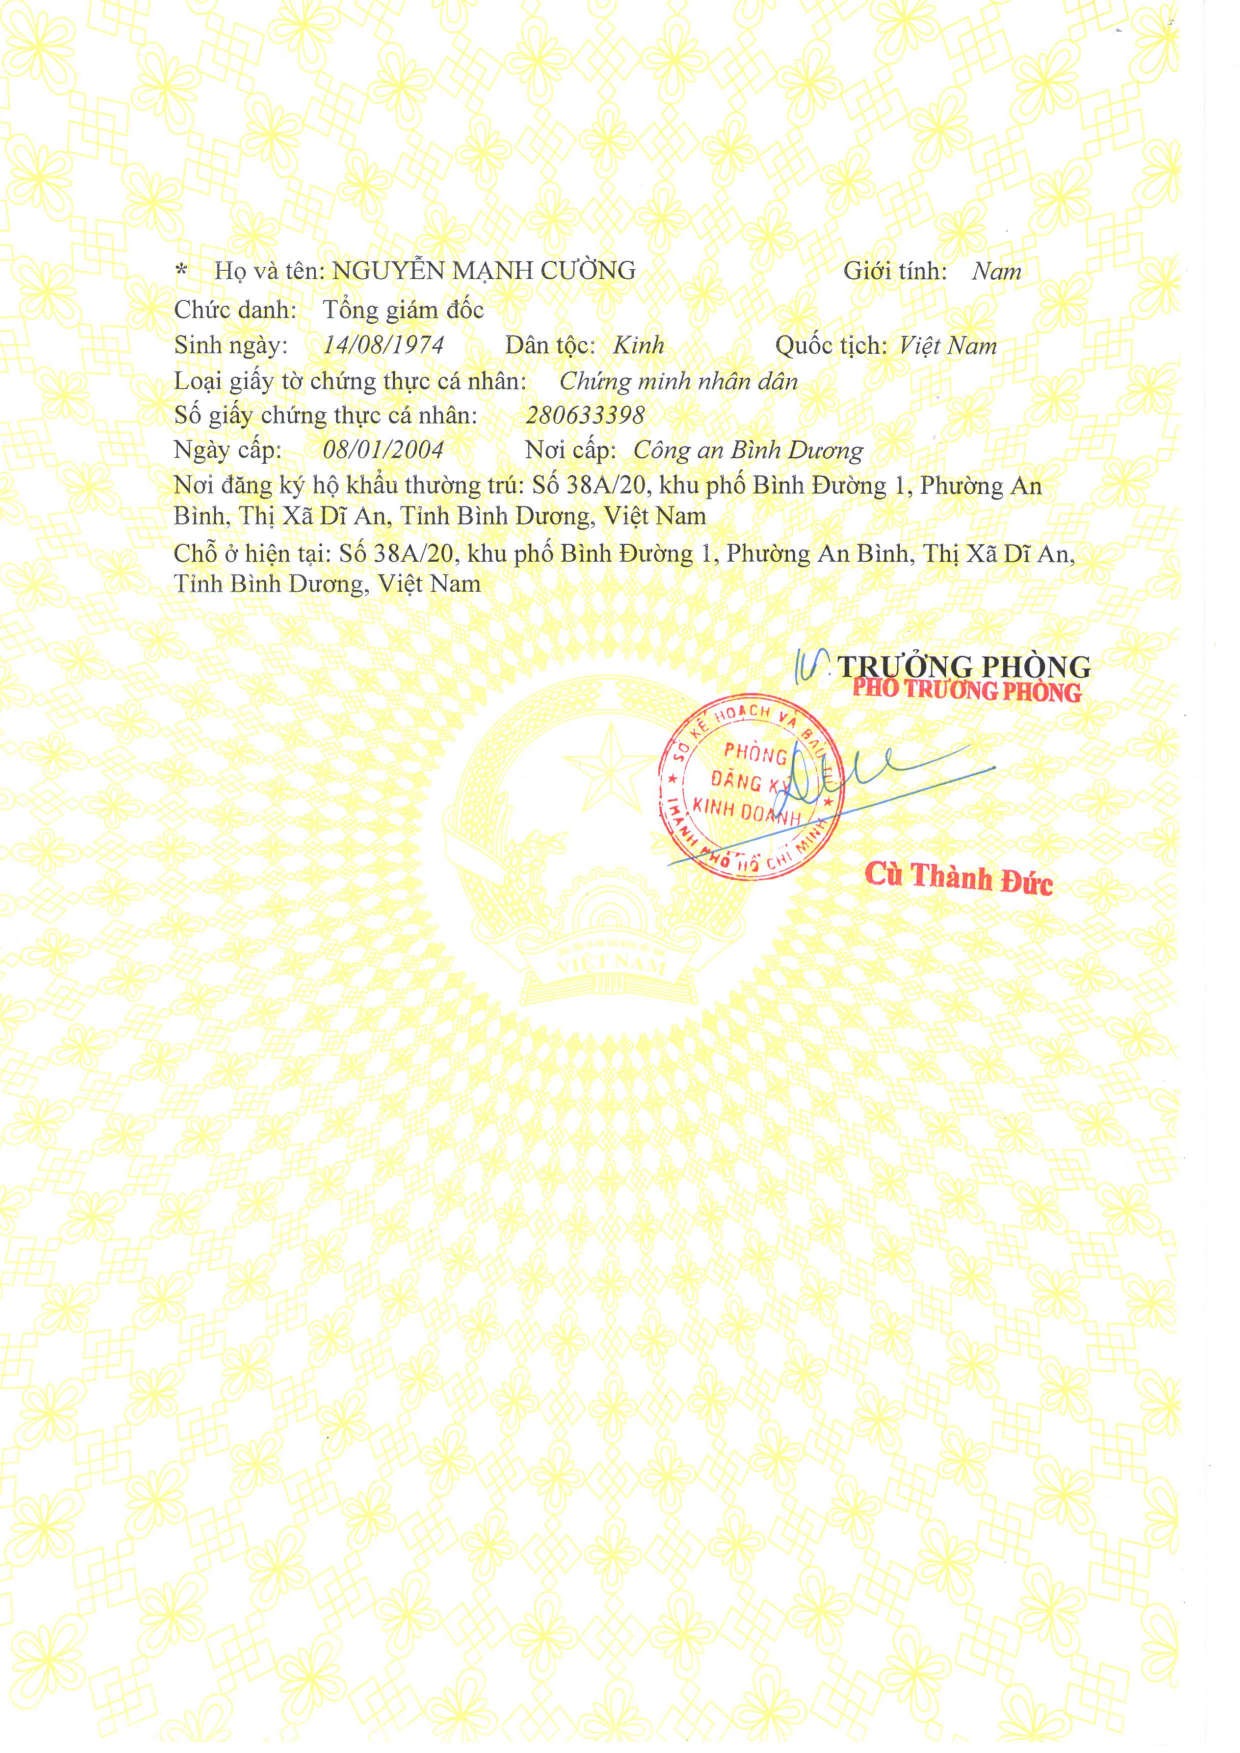 * Họ và tên: NGUYỄN MẠNH CƯỜNG Giới tính: Nam
Chức danh: Tổng giám đốc
Sinh ngày: 14/08/1974 Dân tộc: Kinh Quốc tịch: Việt Nam
Loại giấy tờ chứng thực cá nhân: Chứng minh nhân dân
Số giấy chứng thực cá nhân: 280633398
Ngày cấp: 08/01/2004 Nơi cấp: Công an Bình Dương
Nơi đăng ký hộ khẩu thường trú: Số 38A/20, khu phố Bình Đường 1, Phường An
Bình, Thị Xã Dĩ An, Tỉnh Bình Dương, Việt Nam
Chỗ ở hiện tại: Số 38A/20, khu phố Bình Đường 1, Phường An Bình, Thị Xã Dĩ An,
Tỉnh Bình Dương, Việt Nam
TRƯỞNG PHÒNG
PHÓ TRƯỞNG PHÒNG
SỞ KẾ HOẠCH VÀ ĐẦU TƯ
PHÒNG
ĐĂNG KÝ
KINH DOANH
THÀNH PHỐ HỒ CHÍ MINH
Cù Thành Đức
VIỆT NAM